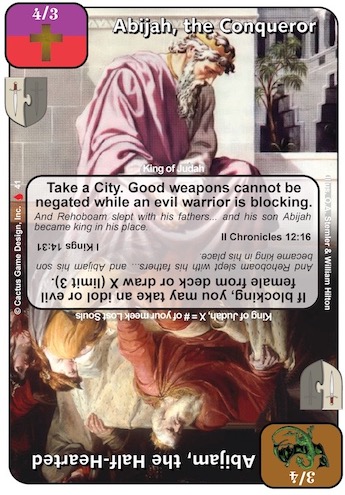 4/3
Abijah, the Conqueror
King of Judah
Take a City. Good weapons cannot be
negated while an evil warrior is blocking.
And Rehoboam slept with his fathers... and his son Abijah
became king in his place.
II Chronicles 12:16
I Kings 14:31
And Rehoboam slept with his fathers... and Abijam his son
became king in his place.
If blocking, you may take an idol or evil
female from deck or draw X (limit 3).
King of Judah, X = # of your meek Lost Souls
Abijam, the Half-Hearted
3/4
© Cactus Game Design, Inc.
41
Sternler & William Hilton